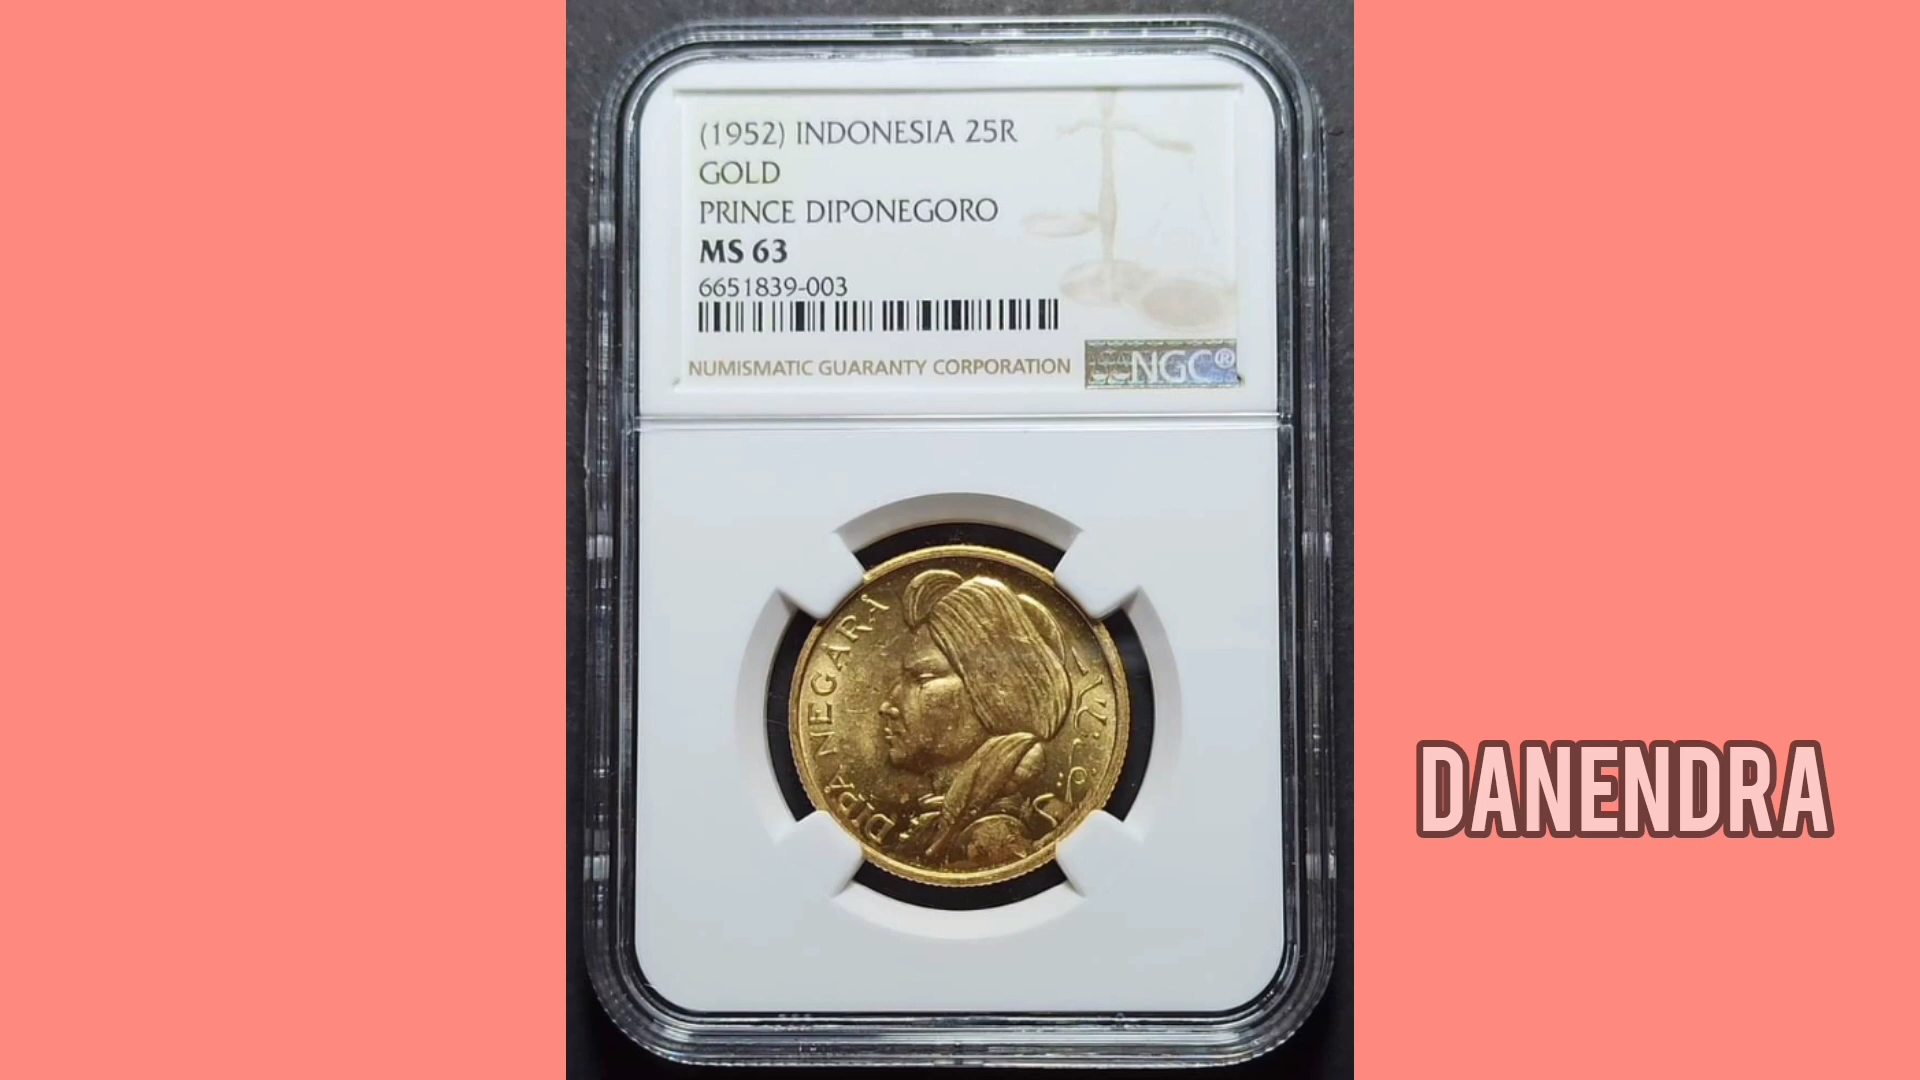 (1952) INDONESIA 25R
GOLD
PRINCE DIPONEGORO
MS 63
6651839-003
NUMISMATIC GUARANTY CORPORATION
NGC®
DIPA NEGARA
DANENDRA